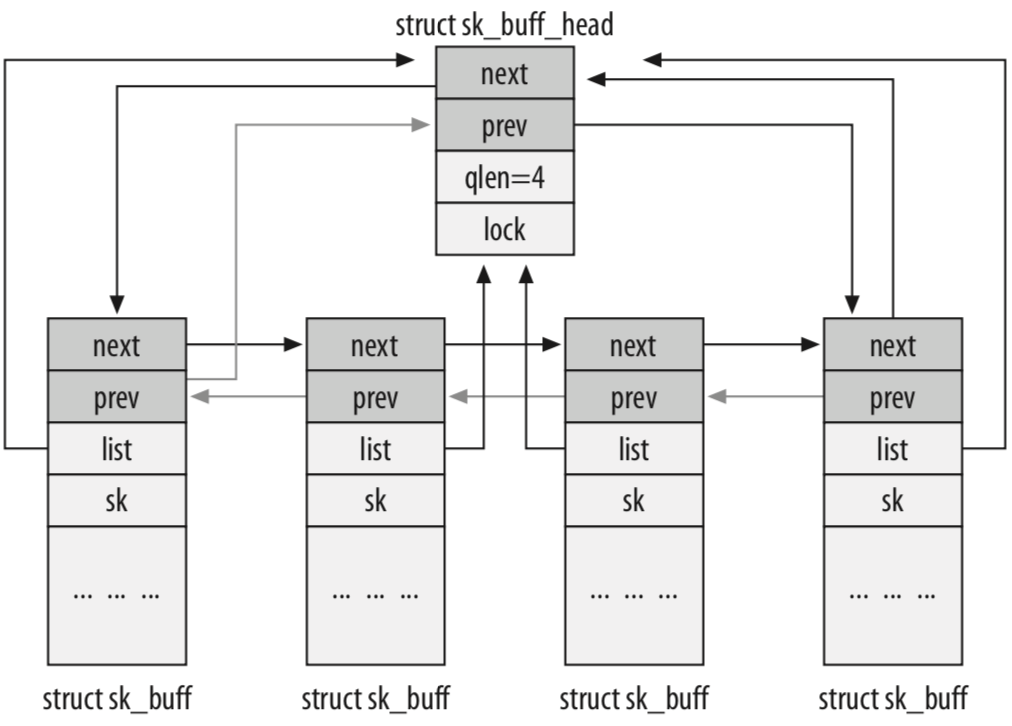 struct sk_buff_head
next
prev
qlen=4
lock
next
prev
list
sk
... ... ...
struct sk_buff
next
prev
list
sk
... ... ...
struct sk_buff
next
prev
list
sk
... ... ...
struct sk_buff
next
prev
list
sk
... ... ...
struct sk_buff